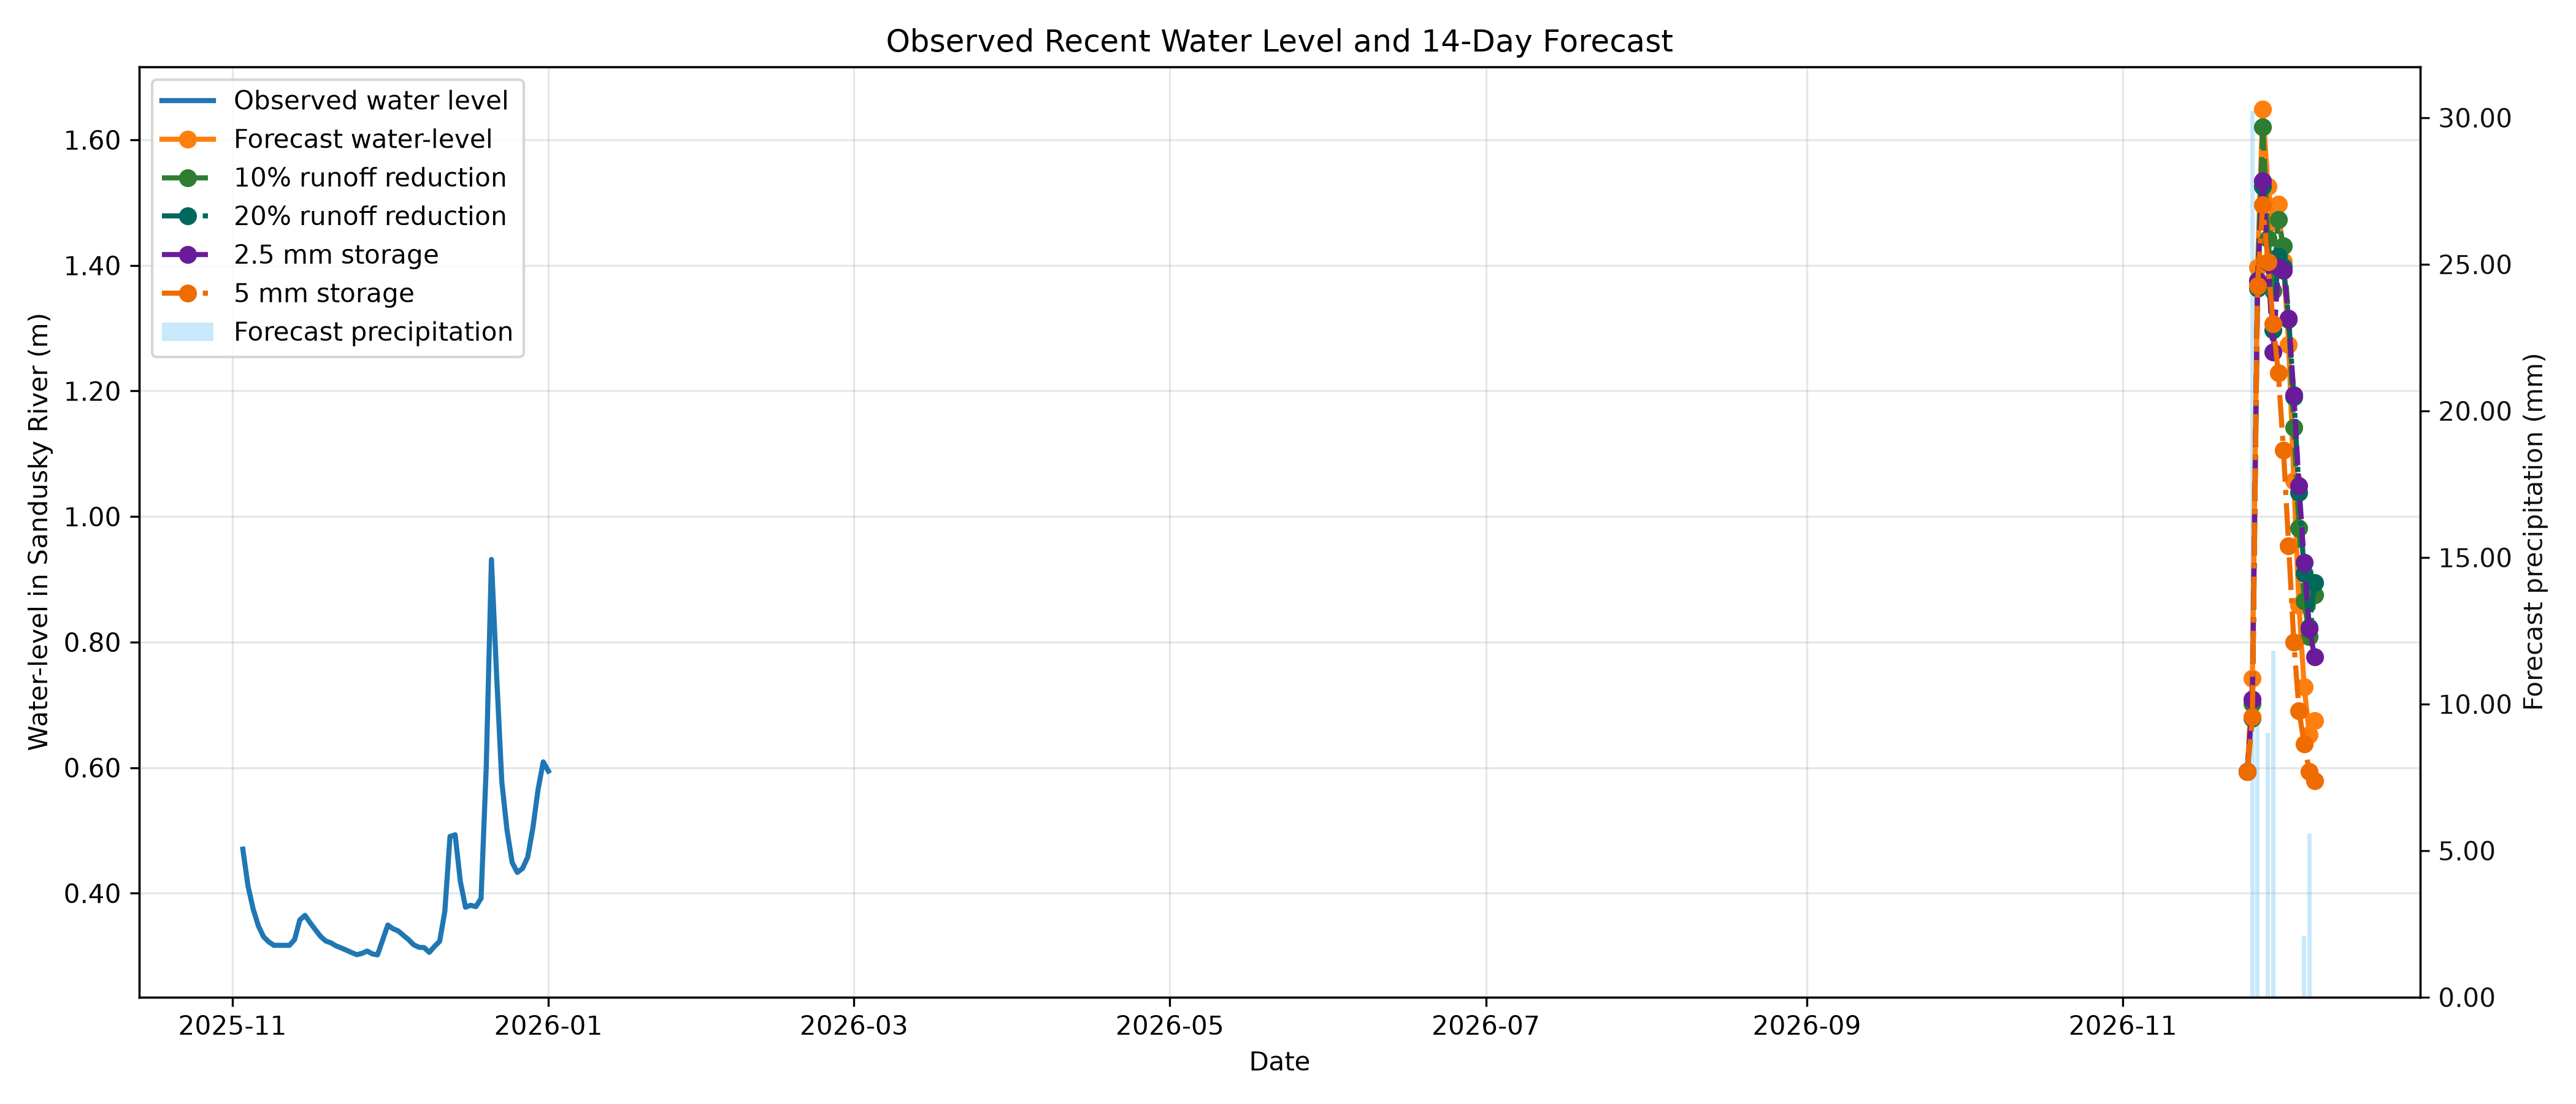 Observed Recent Water Level and 14-Day Forecast
Observed water level
Forecast water-level
10% runoff reduction
20% runoff reduction
2.5 mm storage
5 mm storage
Forecast precipitation
Water-level in Sandusky River (m)
1.60
1.40
1.20
1.00
0.80
0.60
0.40
30.00
25.00
20.00
15.00
10.00
5.00
0.00
Forecast precipitation (mm)
2025-11
2026-01
2026-03
2026-05
2026-07
2026-09
2026-11
Date